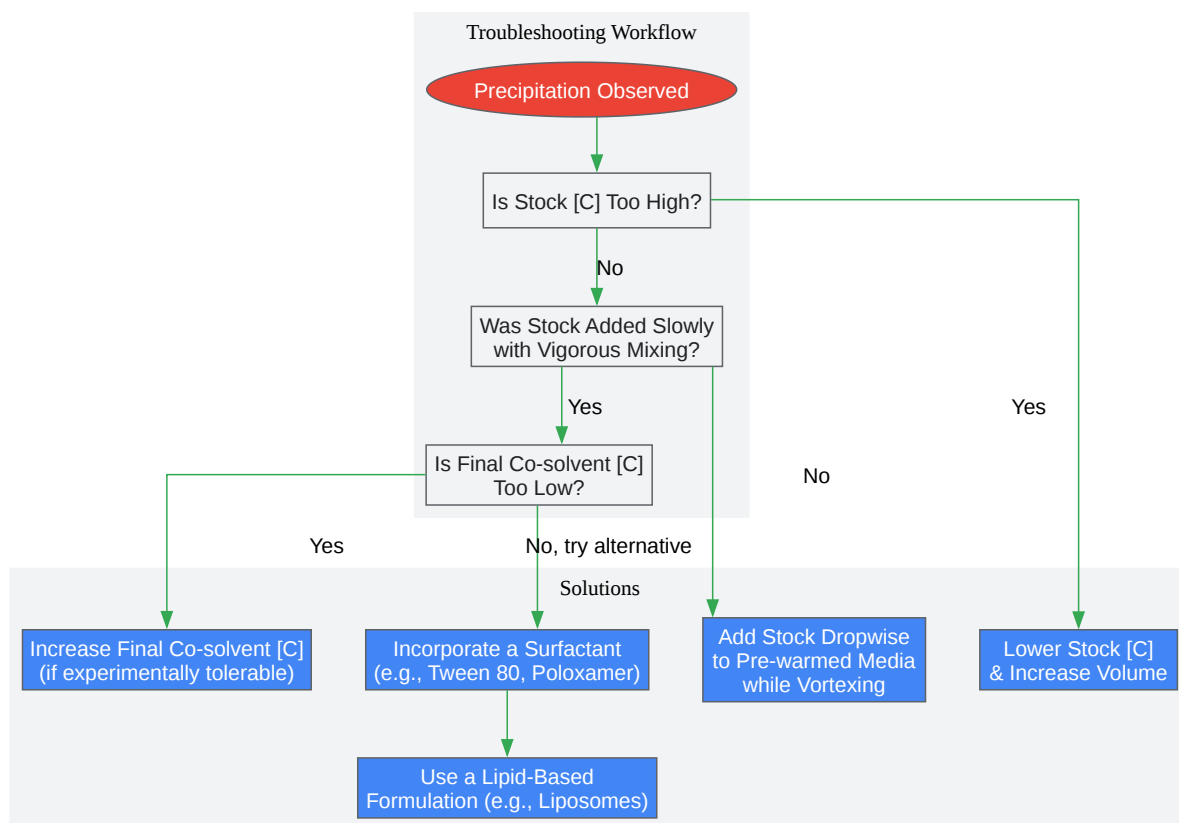 Troubleshooting Workflow
Precipitation Observed
Is Stock [C] Too High?
No
Was Stock Added Slowly
with Vigorous Mixing?
Yes
Yes
Is Final Co-solvent [C]
Too Low?
No
Yes
No, try alternative
Solutions
Increase Final Co-solvent [C]
(if experimentally tolerable)
Incorporate a Surfactant
(e.g., Tween 80, Poloxamer)
Add Stock Dropwise
to Pre-warmed Media
while Vortexing
Lower Stock [C]
& Increase Volume
Use a Lipid-Based
Formulation (e.g., Liposomes)